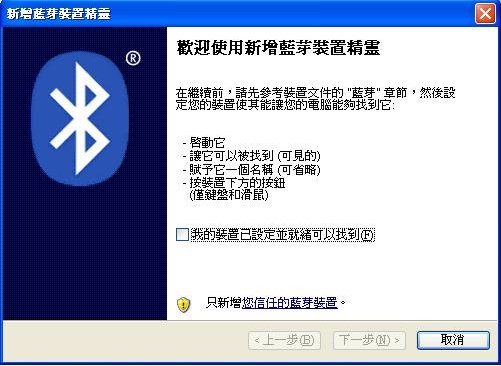 新增藍芽裝置精靈
®
歡迎使用新增藍芽裝置精靈
在繼續前，請先參考裝置文件的 "藍芽" 章節，然後設
定您的裝置使其能讓您的電腦能夠找到它:
- 啓動它
- 讓它可以被找到 (可見的)
- 賦予它一個名稱 (可省略)
- 按裝置下方的按鈕
(僅鍵盤和滑鼠)
我的裝置已設定並就緒可以找到(F)
只新增您信任的藍芽裝置。
< 上一步(B)
下一步(N) >
取消